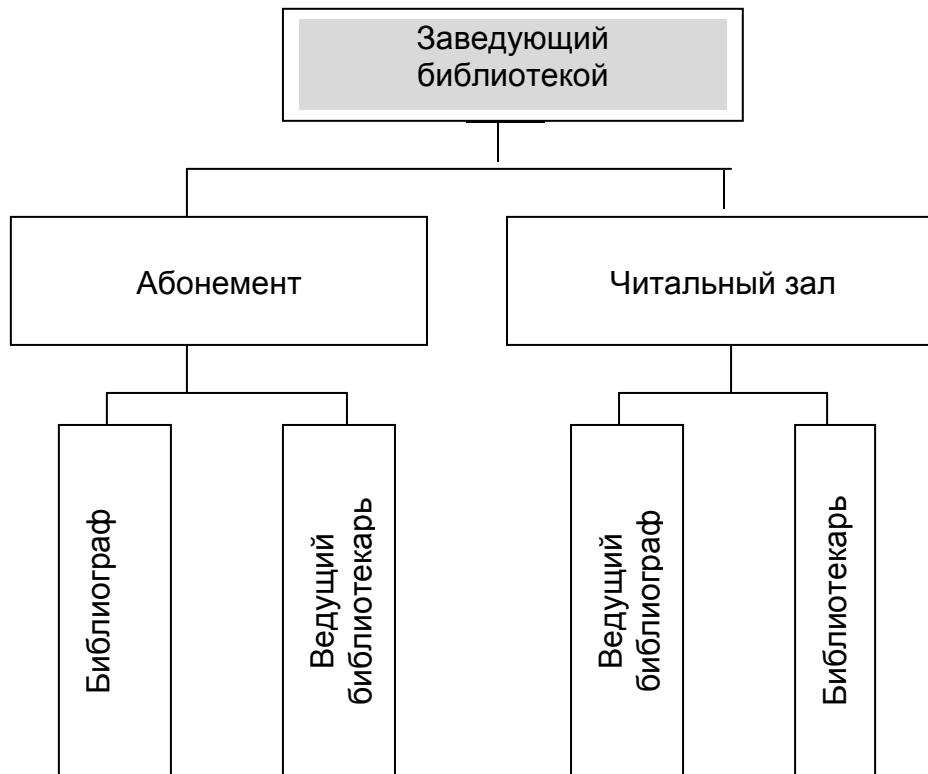 Заведующий
библиотекой
Абонемент
Читальный зал
Библиограф
Ведущий
библиотекарь
Ведущий
библиограф
Библиотекарь